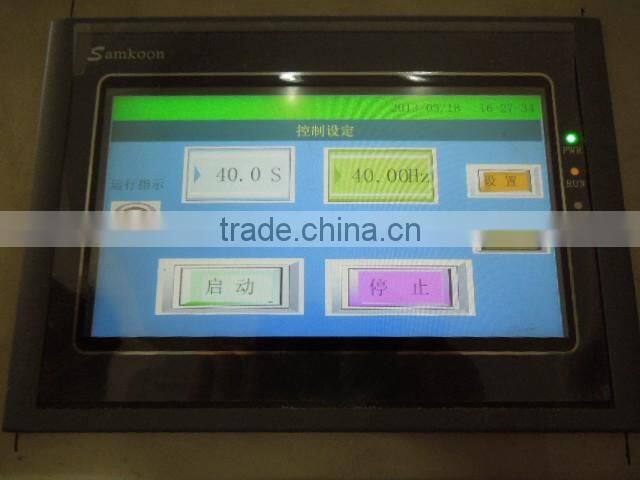 Samkoon
2013/03/18 16-27-34
控制设定
PWR
运行指示
40.0 S
40.00Hz
设置
RUN
trade.china.cn
启动
停止